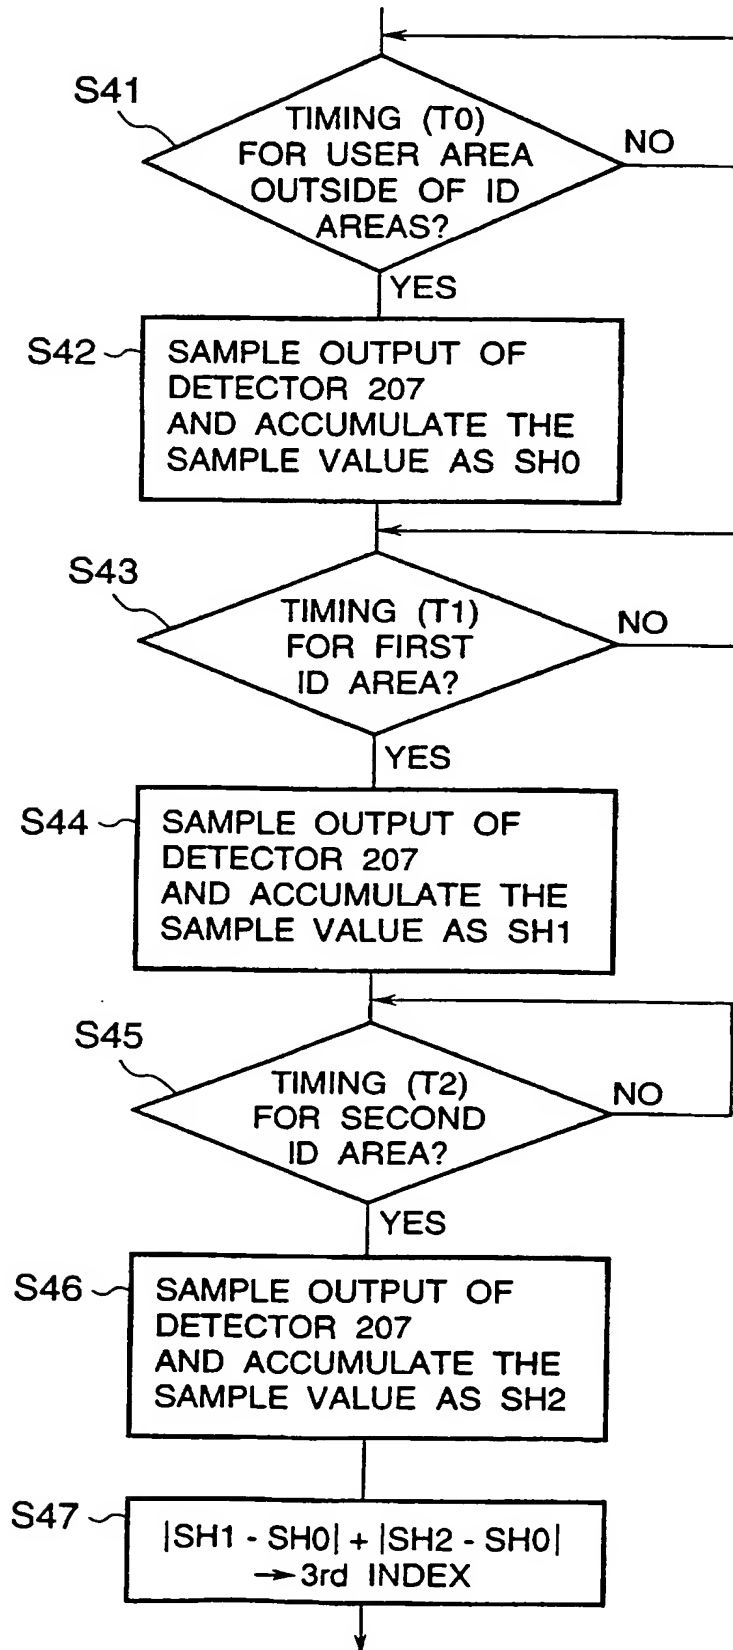 S41
TIMING (T0)
FOR USER AREA
OUTSIDE OF ID
AREAS?
NO
YES
S42
SAMPLE OUTPUT OF
DETECTOR 207
AND ACCUMULATE THE
SAMPLE VALUE AS SH0
S43
TIMING (T1)
FOR FIRST
ID AREA?
NO
YES
S44
SAMPLE OUTPUT OF
DETECTOR 207
AND ACCUMULATE THE
SAMPLE VALUE AS SH1
S45
TIMING (T2)
FOR SECOND
ID AREA?
NO
YES
S46
SAMPLE OUTPUT OF
DETECTOR 207
AND ACCUMULATE THE
SAMPLE VALUE AS SH2
S47
|SH1 - SH0| + |SH2 - SH0|
→ 3rd INDEX